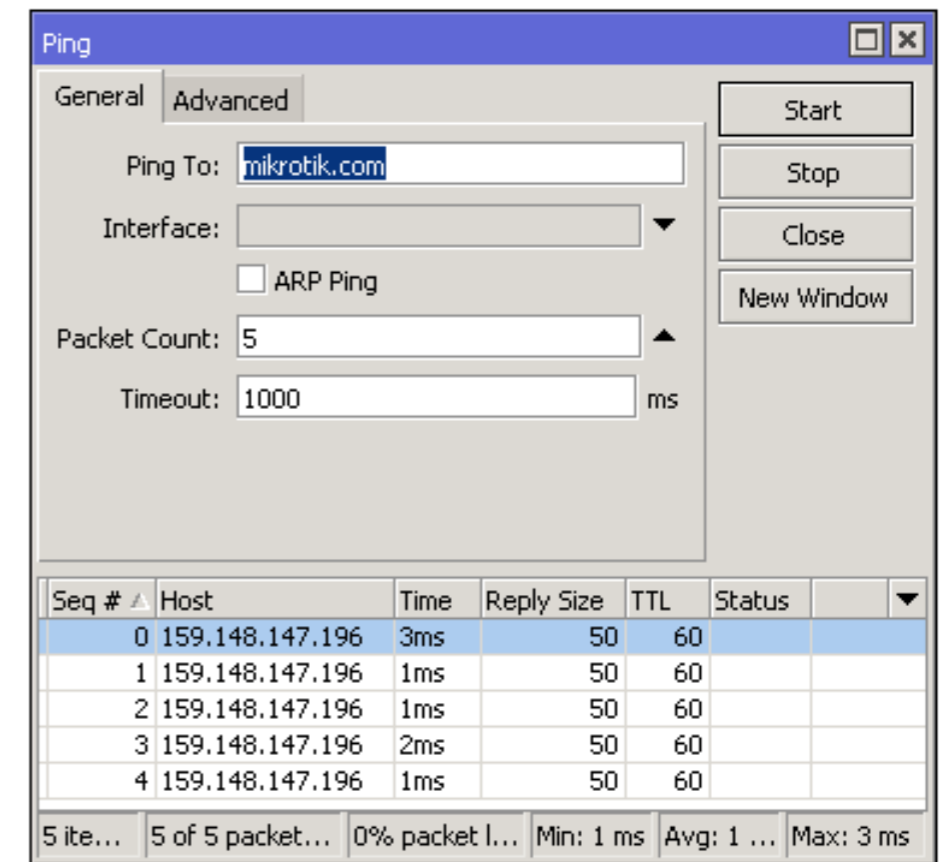 Ping
General Advanced
Start
Ping To: mikrotik.com
Stop
Interface:
Close
ARP Ping
New Window
Packet Count: 5
Timeout: 1000 ms
Seq # Host Time Reply Size TTL Status
0 159.148.147.196 3ms 50 60
1 159.148.147.196 1ms 50 60
2 159.148.147.196 1ms 50 60
3 159.148.147.196 2ms 50 60
4 159.148.147.196 1ms 50 60
5 ite... 5 of 5 packet... 0% packet l... Min: 1 ms Avg: 1 ... Max: 3 ms